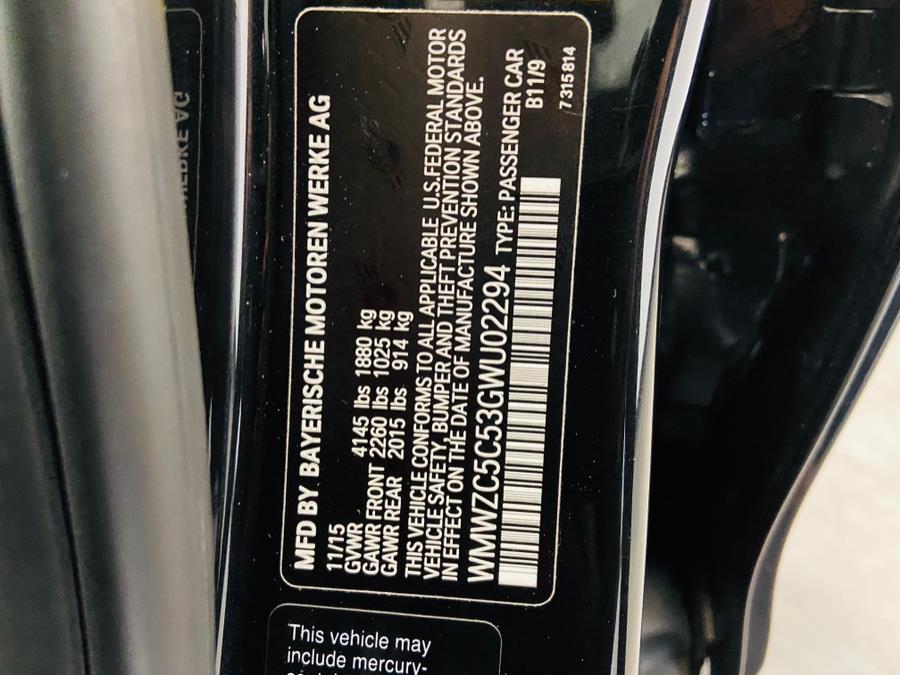 MFD BY BAYERISCHE MOTOREN WERKE AG
11/15
GVWR 4145 lbs 1880 kg
GAWR FRONT 2260 lbs 1025 kg
GAWR REAR 2015 lbs 914 kg
THIS VEHICLE CONFORMS TO ALL APPLICABLE U.S.FEDERAL MOTOR
VEHICLE SAFETY, BUMPER AND THEFT PREVENTION STANDARDS
IN EFFECT ON THE DATE OF MANUFACTURE SHOWN ABOVE.
WMWZC5C53GWU02294 TYPE: PASSENGER CAR
B11/9
7315814
This vehicle may
include mercury-